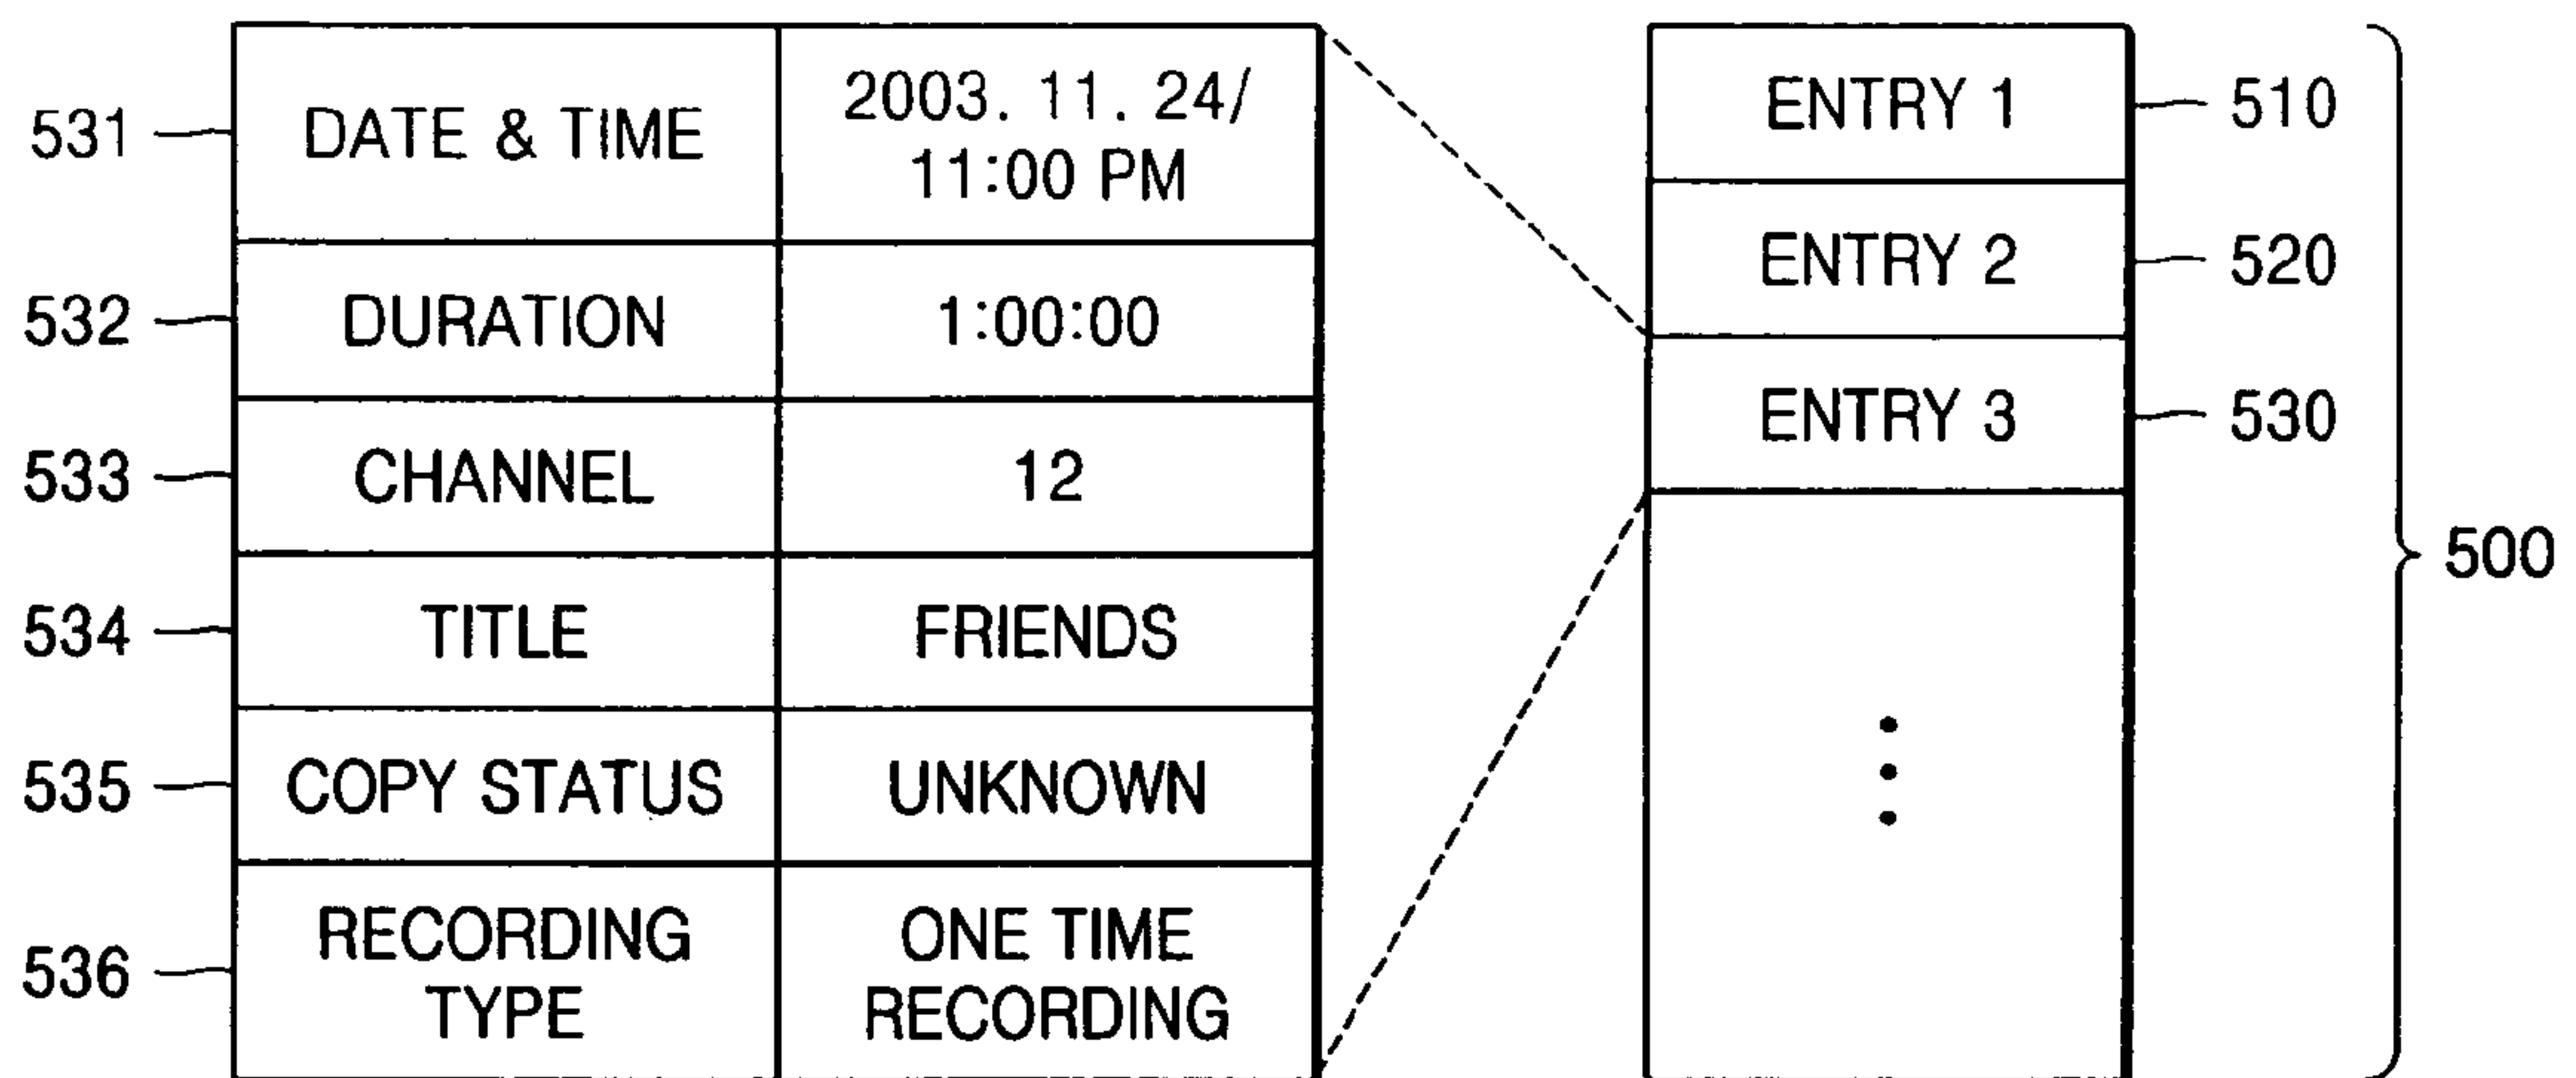 531
DATE & TIME
2003. 11. 24/
11:00 PM
532
DURATION
1:00:00
533
CHANNEL
12
534
TITLE
FRIENDS
535
COPY STATUS
UNKNOWN
536
RECORDING
TYPE
ONE TIME
RECORDING
ENTRY 1
510
ENTRY 2
520
ENTRY 3
530
500